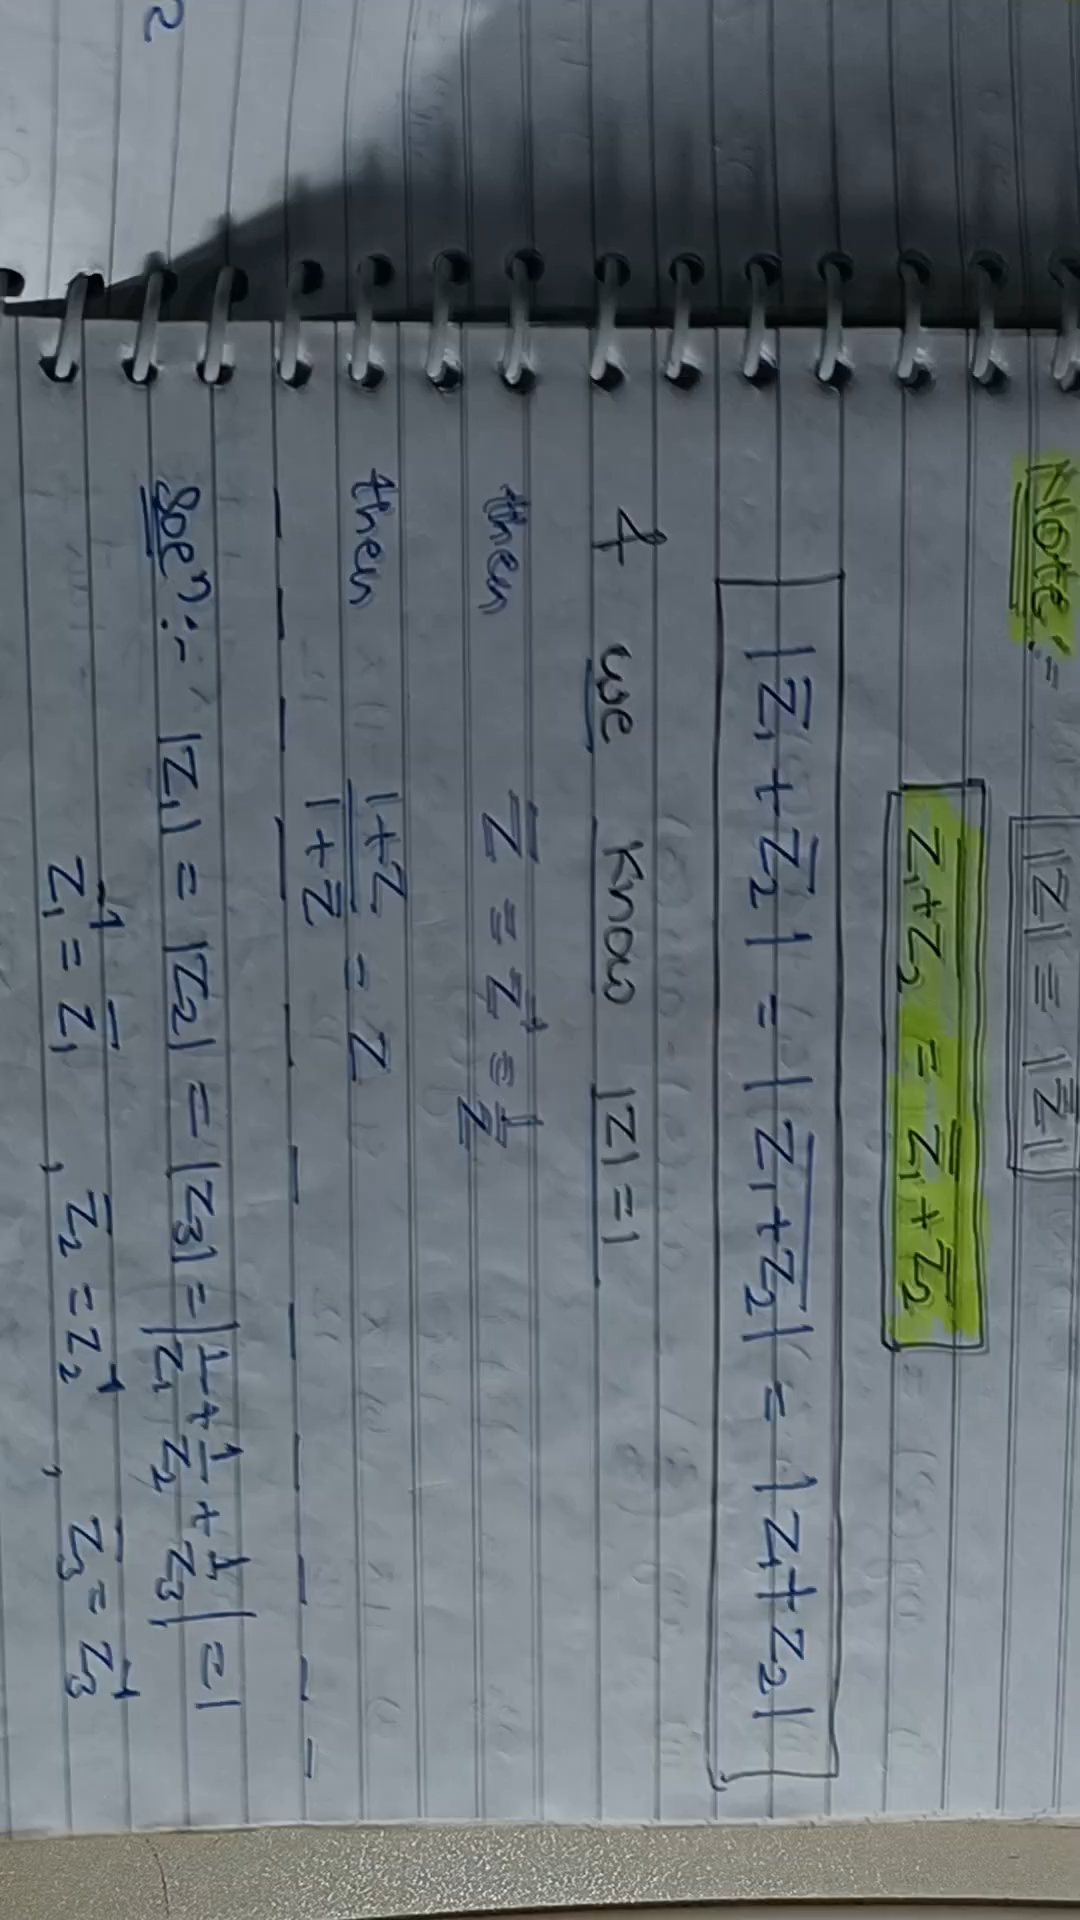 Note:= |z| = |z̅|
z₁+z₂ = z̅₁+z̅₂
|z̅₁+z̅₂| = |z̅₁̅+̅z̅₂̅| = |z₁+z₂|
& we know |z|=1
then z̅ = z⁻¹ = 1/z
then (1+z)/(1+z̅) = z
Solⁿ:- |z₁| = |z₂| = |z₃| = |1/z₁ + 1/z₂ + 1/z₃| = 1
z₁⁻¹ = z̅₁ , z̅₂ = z₂⁻¹ , z̅₃ = z₃⁻¹
2